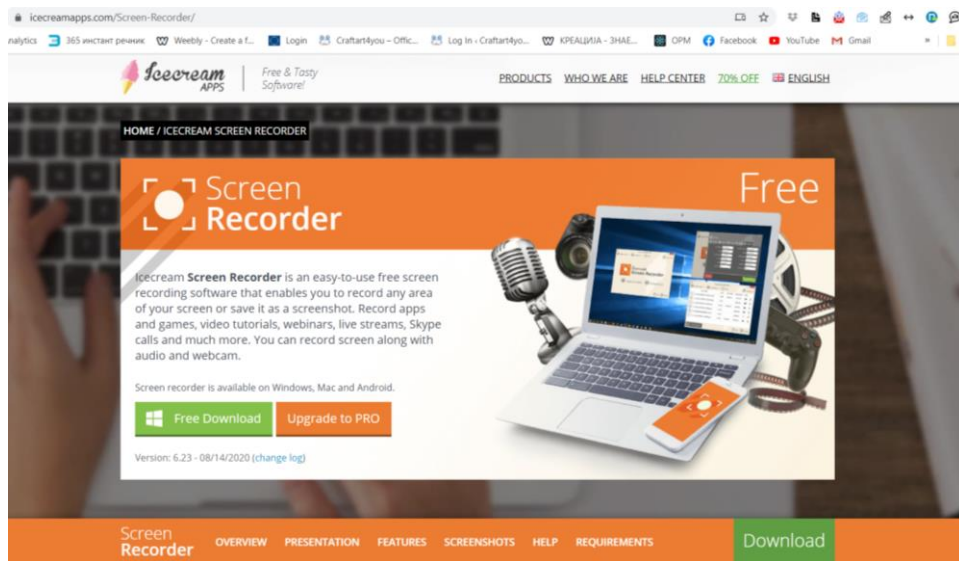 icecreamapps.com/Screen-Recorder/
nalytics 365 инстант речник Weebly - Create a f... Login Craftart4you – Offic... Log In ‹ Craftart4yo... КРЕАЦИЈА - ЗНАЕ... OPM Facebook YouTube Gmail »
Icecream APPS
Free & Tasty
Software!
PRODUCTS WHO WE ARE HELP CENTER 70% OFF ENGLISH
HOME / ICECREAM SCREEN RECORDER
Screen
Recorder
Free
Icecream Screen Recorder is an easy-to-use free screen
recording software that enables you to record any area
of your screen or save it as a screenshot. Record apps
and games, video tutorials, webinars, live streams, Skype
calls and much more. You can record screen along with
audio and webcam.
Screen recorder is available on Windows, Mac and Android.
Free Download Upgrade to PRO
Version: 6.23 - 08/14/2020 (change log)
Screen
Recorder
OVERVIEW PRESENTATION FEATURES SCREENSHOTS HELP REQUIREMENTS
Download